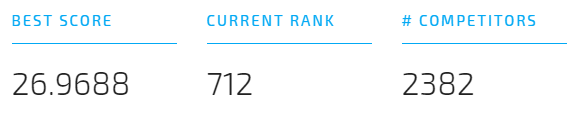 BEST SCORE CURRENT RANK # COMPETITORS
26.9688 712 2382